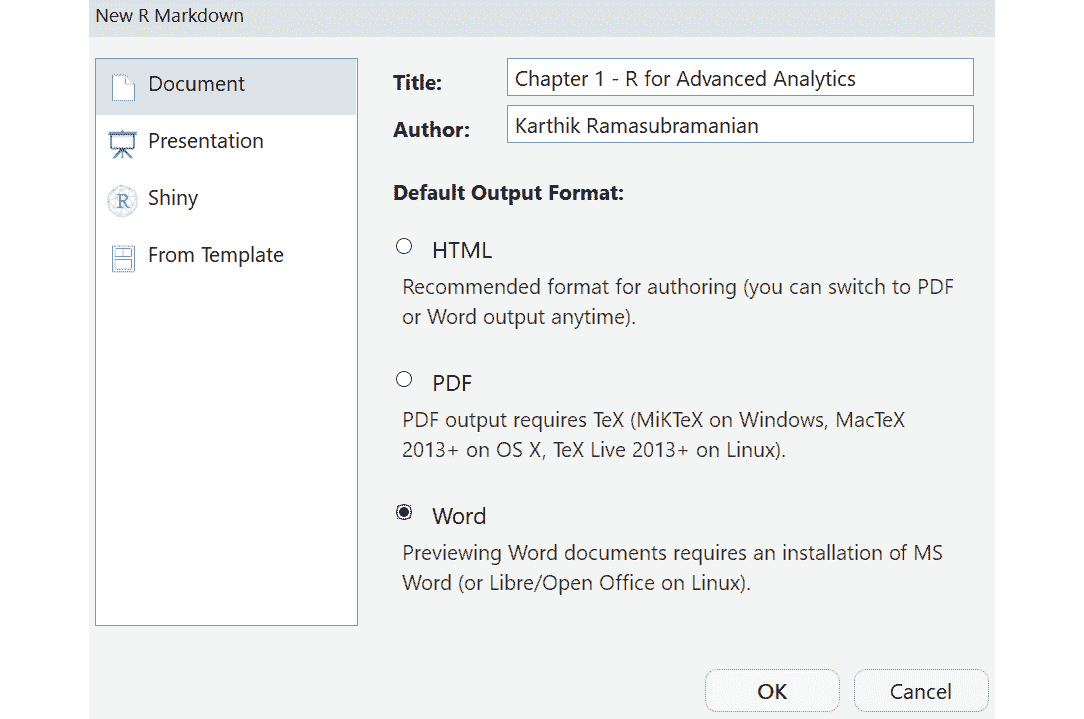 New R Markdown
Document
Presentation
R
Shiny
From Template
Title:
Chapter 1 - R for Advanced Analytics
Author:
Karthik Ramasubramanian
Default Output Format:
HTML
Recommended format for authoring (you can switch to PDF
or Word output anytime).
PDF
PDF output requires TeX (MiKTeX on Windows, MacTeX
2013+ on OS X, TeX Live 2013+ on Linux).
Word
Previewing Word documents requires an installation of MS
Word (or Libre/Open Office on Linux).
OK
Cancel